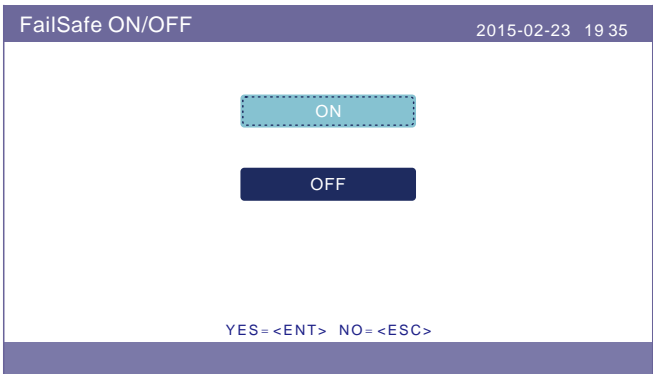 FailSafe ON/OFF
2015-02-23 19 35
ON
OFF
YES=<ENT> NO=<ESC>